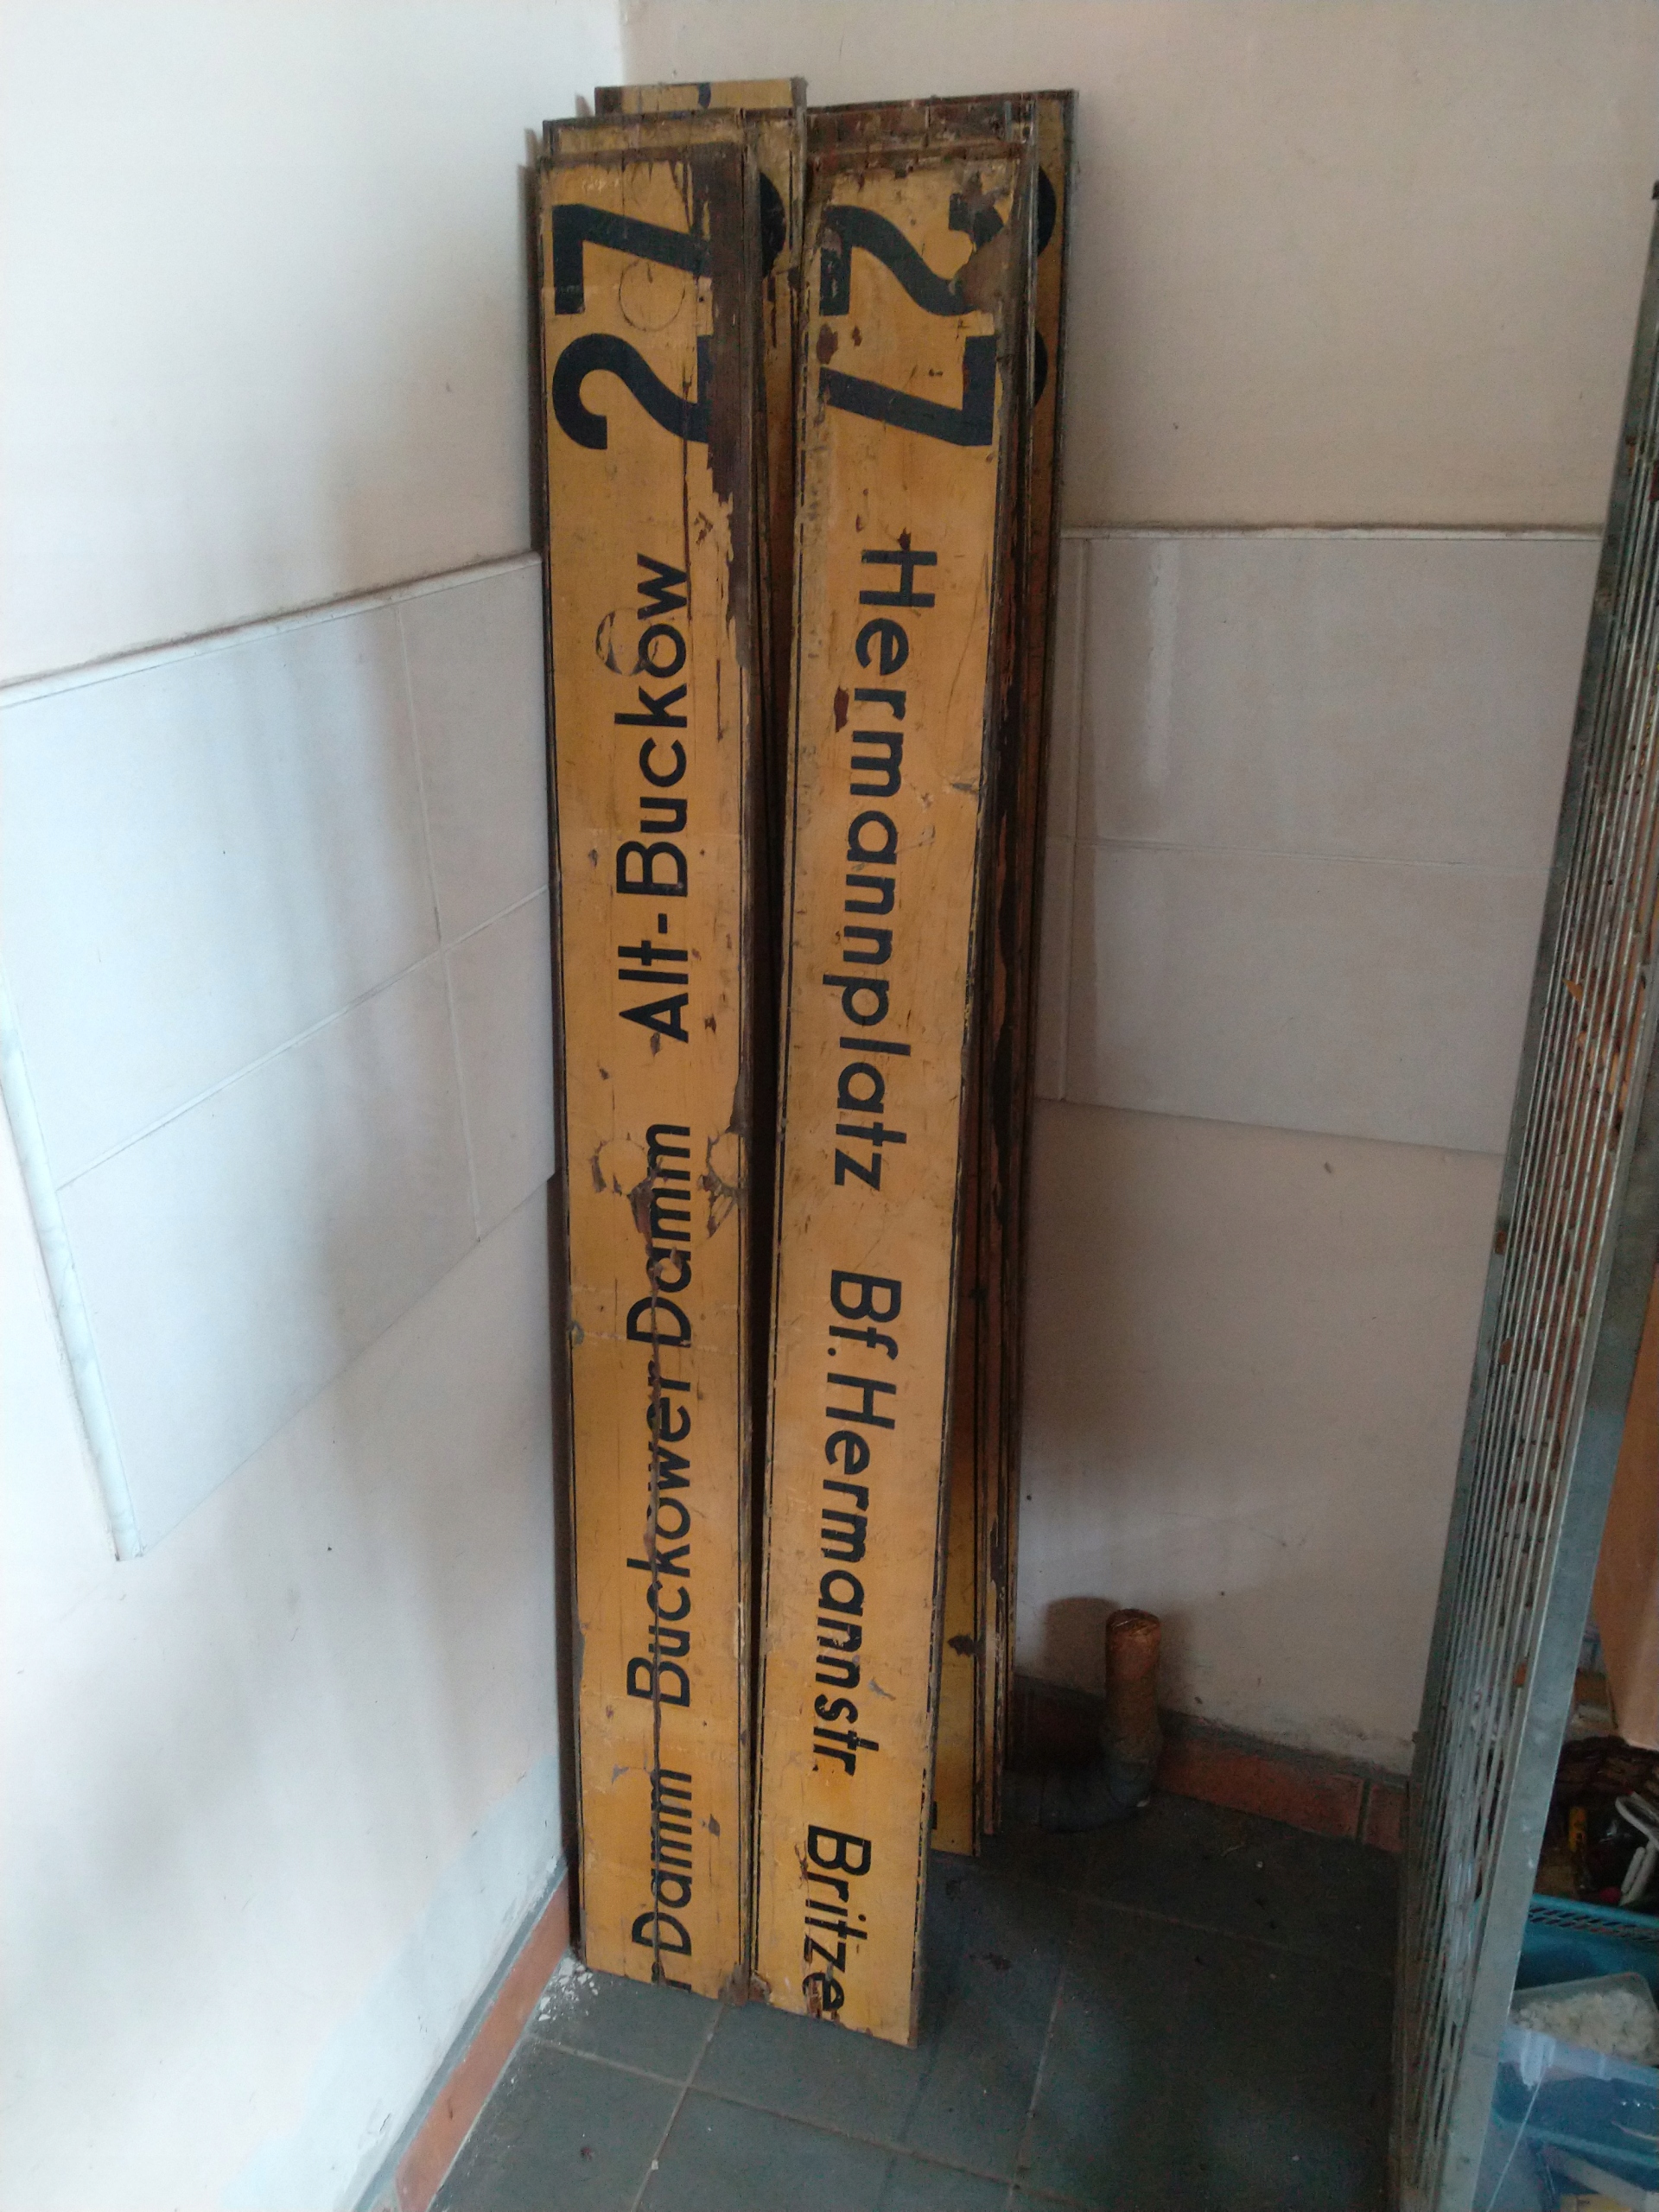 r Damm Buckower Damm Alt-Buckow 27
27 Hermannplatz Bf. Hermannstr. Britze